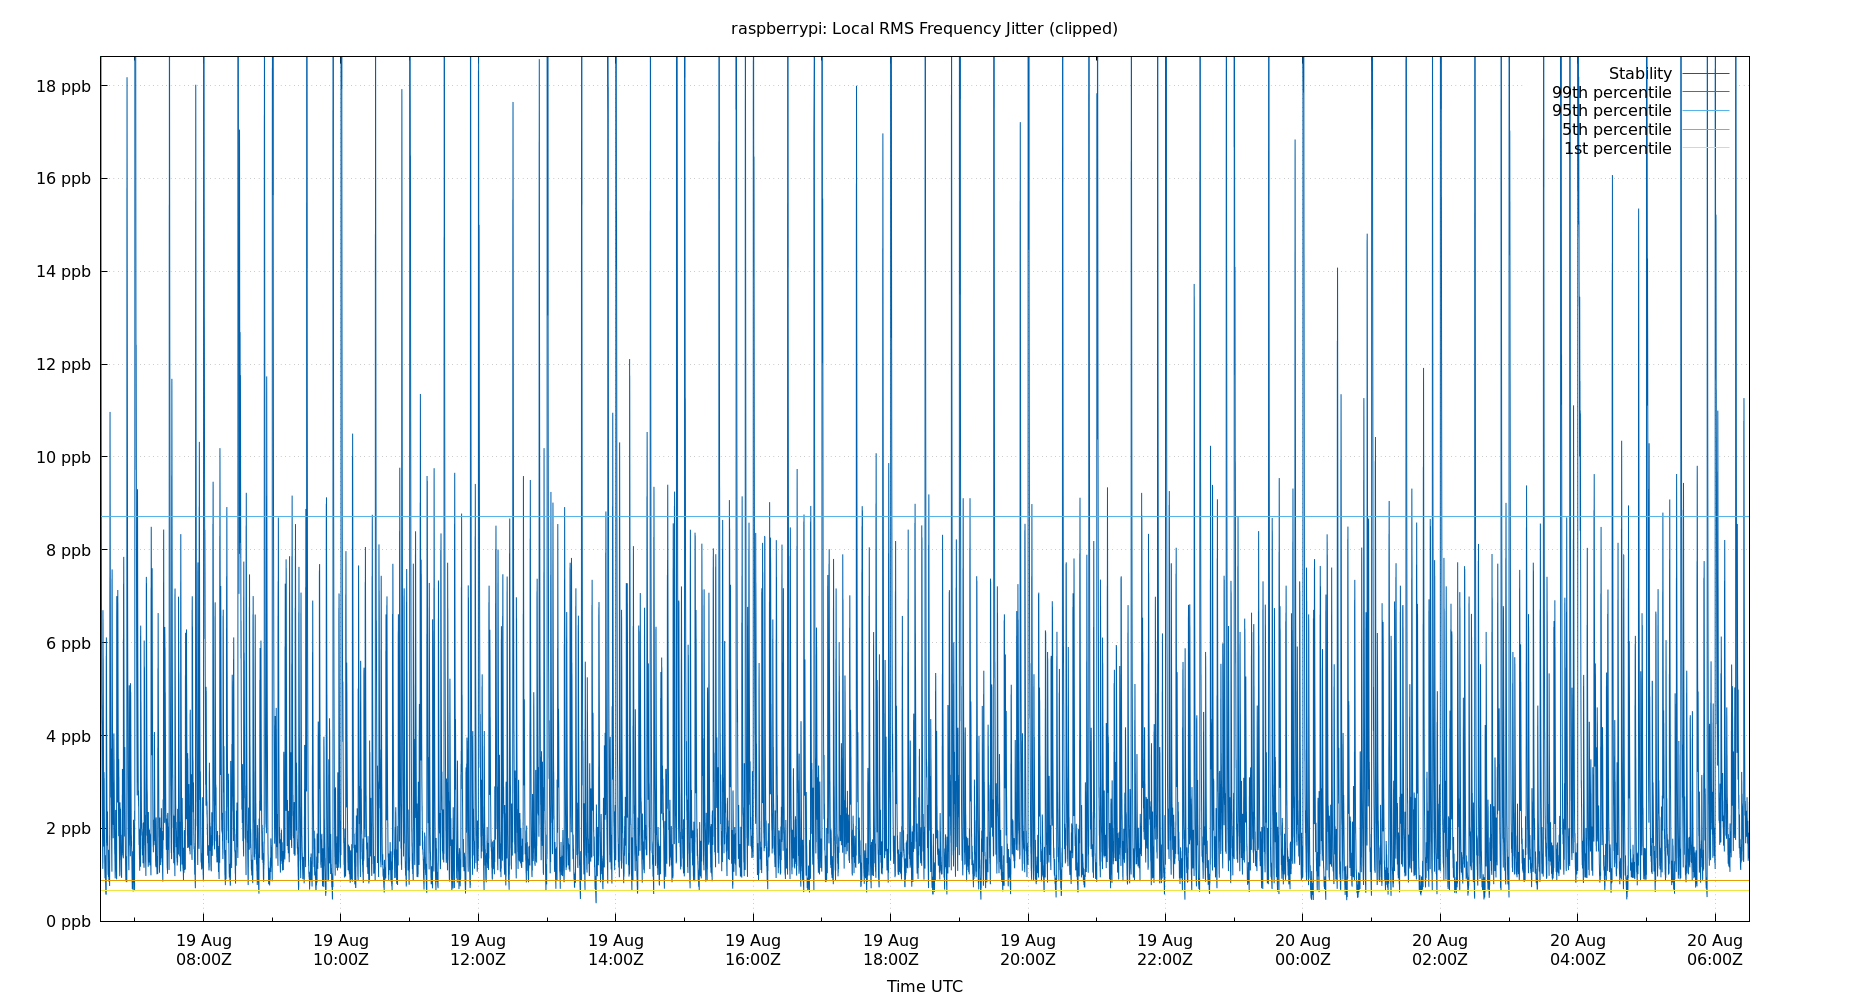 raspberrypi: Local RMS Frequency Jitter (clipped)
18 ppb
16 ppb
14 ppb
12 ppb
10 ppb
8 ppb
6 ppb
4 ppb
2 ppb
0 ppb
Stability
99th percentile
95th percentile
5th percentile
1st percentile
19 Aug 19 Aug 19 Aug 19 Aug 19 Aug 19 Aug 19 Aug 19 Aug 20 Aug 20 Aug 20 Aug 20 Aug
08:00Z 10:00Z 12:00Z 14:00Z 16:00Z 18:00Z 20:00Z 22:00Z 00:00Z 02:00Z 04:00Z 06:00Z
Time UTC